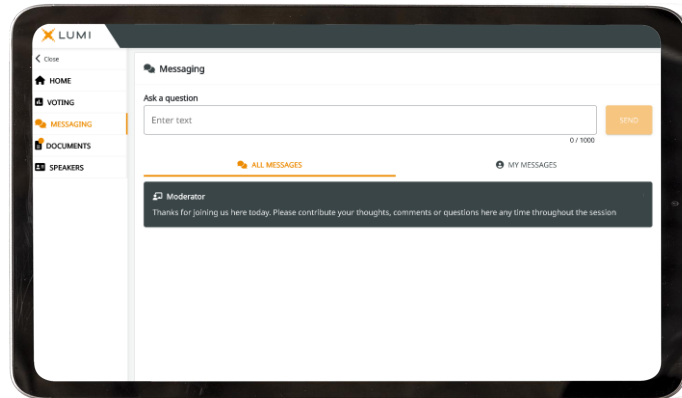 LUMI
Close
HOME
VOTING
MESSAGING
DOCUMENTS
SPEAKERS
Messaging
Ask a question
Enter text
SEND
0 / 1000
ALL MESSAGES
MY MESSAGES
Moderator
Thanks for joining us here today. Please contribute your thoughts, comments or questions here any time throughout the session